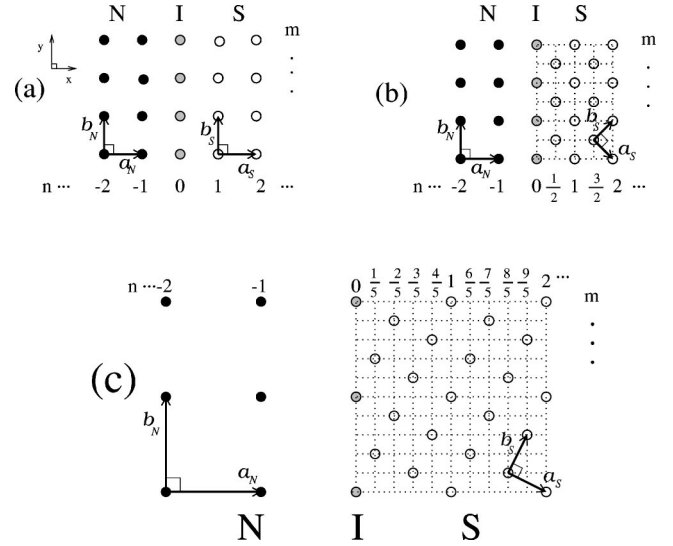 N I S
y
x
m
(a)
b_N
a_N
b_S
a_S
n ··· -2 -1 0 1 2 ···
N I S
m
(b)
b_N
a_N
b_S
a_S
n ··· -2 -1 0 1/2 1 3/2 2 ···
n ··· -2 -1 0 1/5 2/5 3/5 4/5 1 6/5 7/5 8/5 9/5 2 ···
m
(c)
b_N
a_N
b_S
a_S
N I S